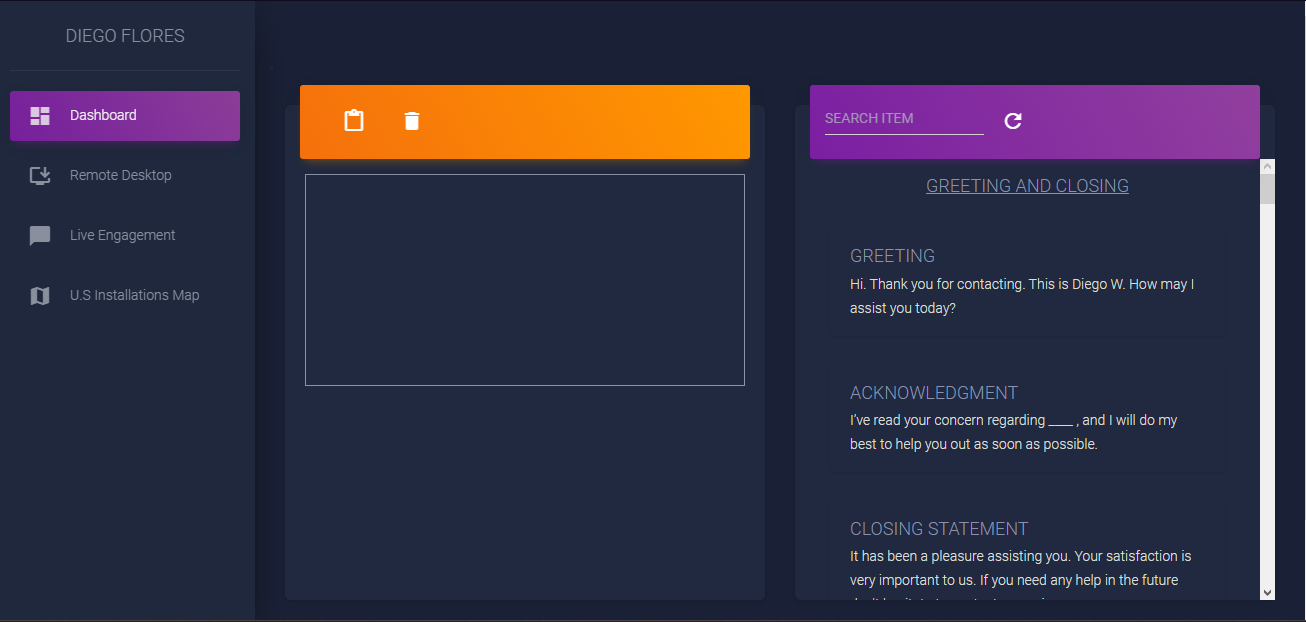 DIEGO FLORES
Dashboard
Remote Desktop
Live Engagement
U.S Installations Map
SEARCH ITEM
GREETING AND CLOSING
GREETING
Hi. Thank you for contacting. This is Diego W. How may I
assist you today?
ACKNOWLEDGMENT
I've read your concern regarding ____ , and I will do my
best to help you out as soon as possible.
CLOSING STATEMENT
It has been a pleasure assisting you. Your satisfaction is
very important to us. If you need any help in the future